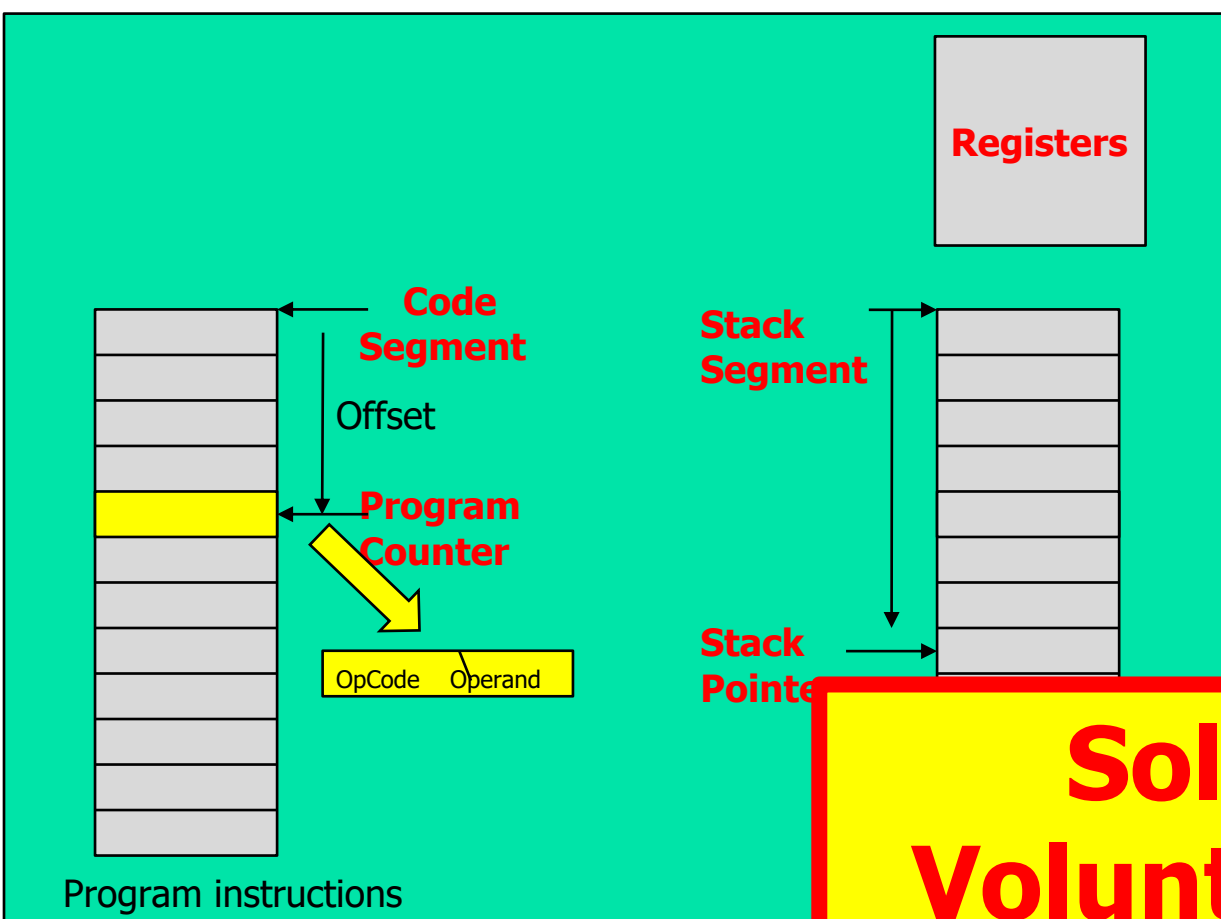 Registers
Code
Segment
Offset
Program
Counter
OpCode Operand
Program instructions
Stack
Segment
Stack